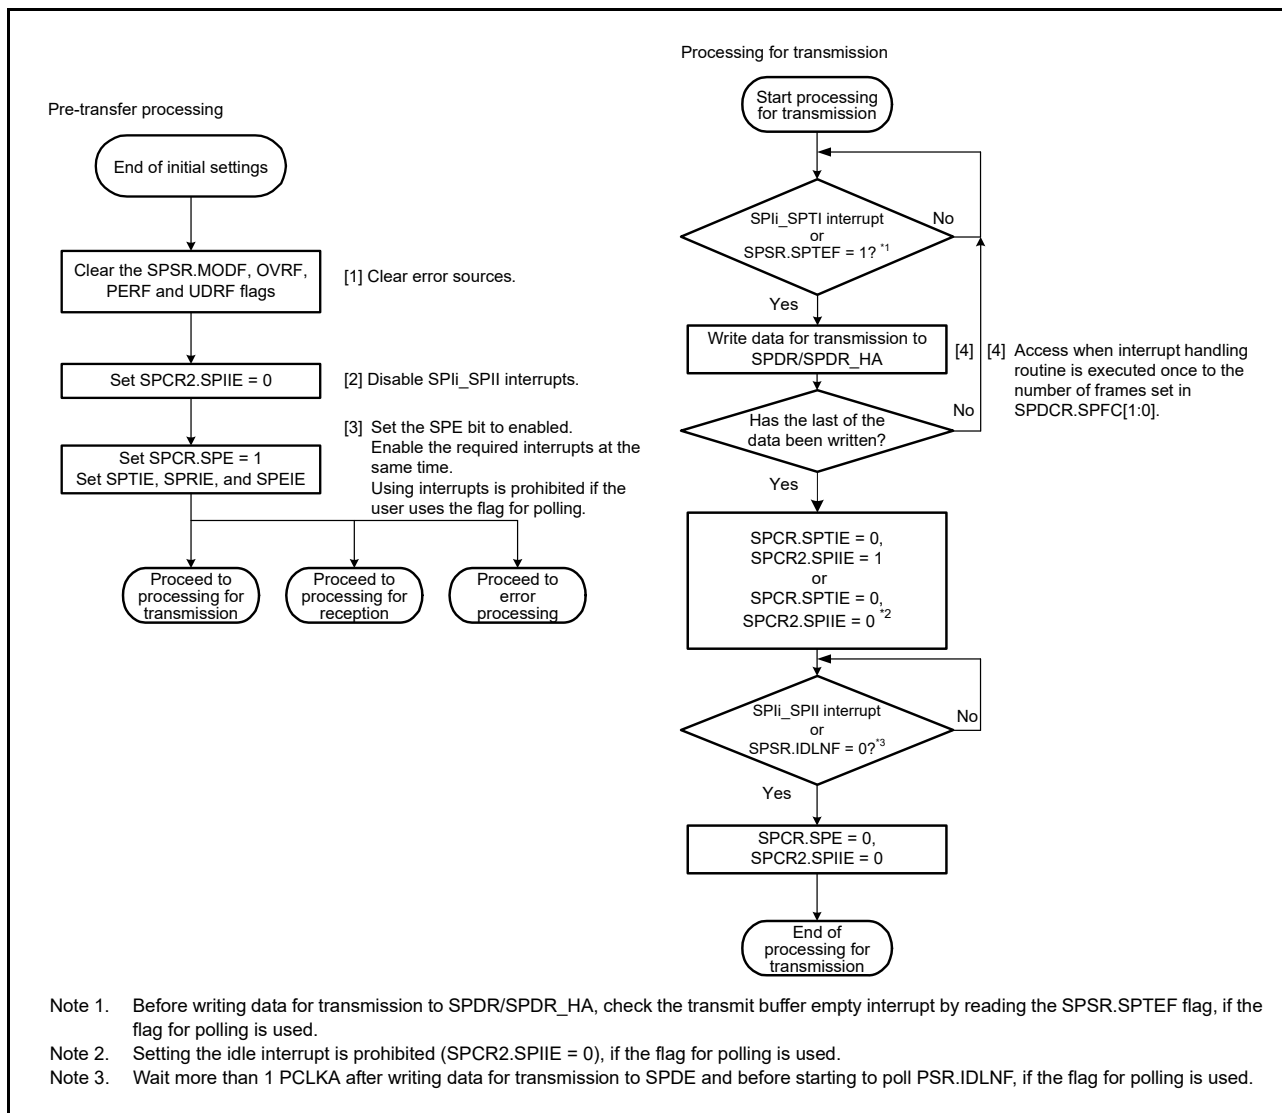 Pre-transfer processing
End of initial settings
Clear the SPSR.MODF, OVRF,
PERF and UDRF flags
[1] Clear error sources.
Set SPCR2.SPIIE = 0
[2] Disable SPIi_SPII interrupts.
Set SPCR.SPE = 1
Set SPTIE, SPRIE, and SPEIE
[3] Set the SPE bit to enabled.
Enable the required interrupts at the
same time.
Using interrupts is prohibited if the
user uses the flag for polling.
Proceed to
processing for
transmission
Proceed to
processing for
reception
Proceed to
error
processing
Processing for transmission
Start processing
for transmission
SPIi_SPTI interrupt
or
SPSR.SPTEF = 1? *1
No
Yes
Write data for transmission to
SPDR/SPDR_HA
[4]
[4] Access when interrupt handling
routine is executed once to the
number of frames set in
SPDCR.SPFC[1:0].
Has the last of the
data been written?
No
Yes
SPCR.SPTIE = 0,
SPCR2.SPIIE = 1
or
SPCR.SPTIE = 0,
SPCR2.SPIIE = 0 *2
SPIi_SPII interrupt
or
SPSR.IDLNF = 0?*3
No
Yes
SPCR.SPE = 0,
SPCR2.SPIIE = 0
End of
processing for
transmission
Note 1. Before writing data for transmission to SPDR/SPDR_HA, check the transmit buffer empty interrupt by reading the SPSR.SPTEF flag, if the
flag for polling is used.
Note 2. Setting the idle interrupt is prohibited (SPCR2.SPIIE = 0), if the flag for polling is used.
Note 3. Wait more than 1 PCLKA after writing data for transmission to SPDE and before starting to poll PSR.IDLNF, if the flag for polling is used.